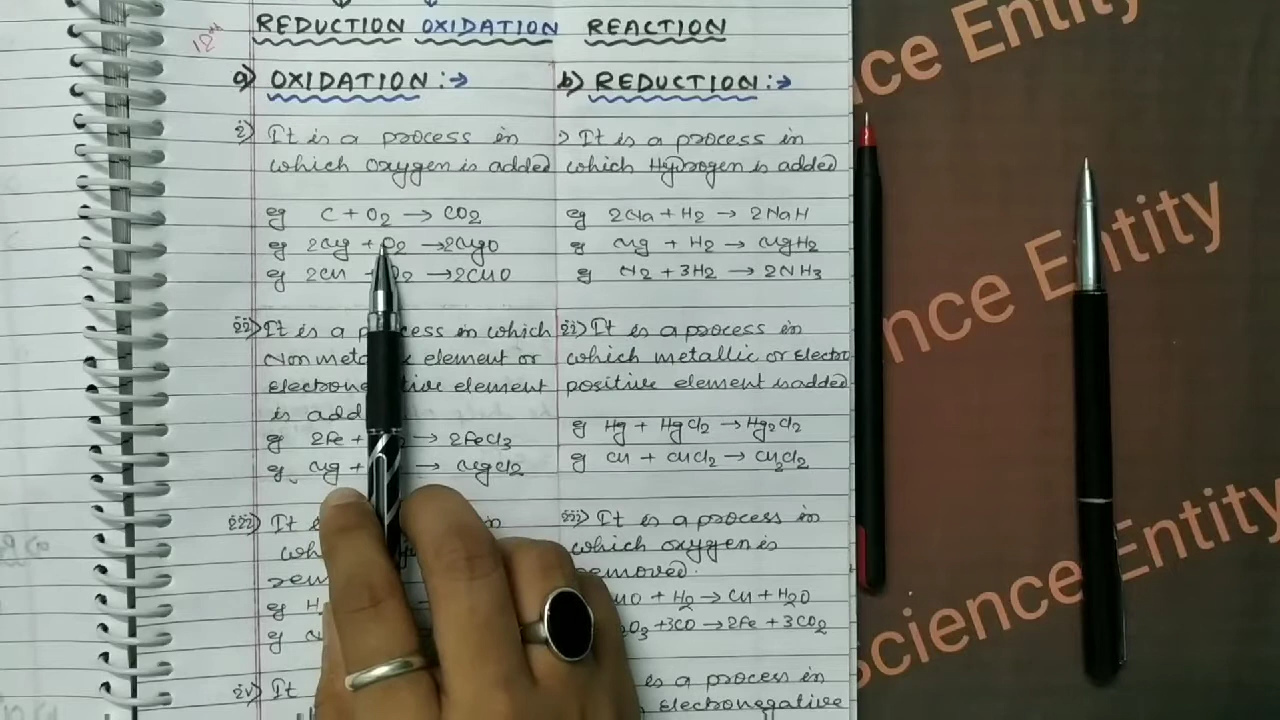 12th
REDUCTION OXIDATION REACTION
a) OXIDATION :→
i) It is a process in
which Oxygen is added
eg C + O2 → CO2
eg 2Mg + O2 → 2MgO
eg 2Cu + O2 → 2CuO
ii) It is a process in which
Non metallic element or
Electronegative element
is added
eg 2Fe + → 2FeCl3
eg Mg + → MgCl2
iii) It in
eg
eg
iv) It
b) REDUCTION :→
i) It is a process in
which Hydrogen is added
eg 2Na + H2 → 2NaH
eg Mg + H2 → MgH2
eg N2 + 3H2 → 2NH3
ii) It is a process in
which metallic or Electro
positive element is added
eg Hg + HgCl2 → Hg2Cl2
eg Cu + CuCl2 → Cu2Cl2
iii) It is a process in
which oxygen is
removed.
+ H2 → Cu + H2O
O3 + 3CO → 2Fe + 3CO2
is a process in
Electronegative
ce Entity
ence Entity
Science Entity